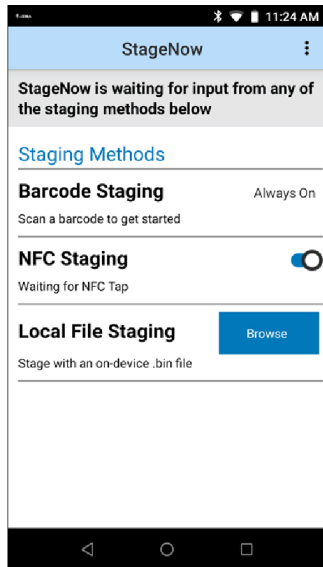 11:24 AM
StageNow
StageNow is waiting for input from any of
the staging methods below
Staging Methods
Barcode Staging
Always On
Scan a barcode to get started
NFC Staging
Waiting for NFC Tap
Local File Staging
Browse
Stage with an on-device .bin file